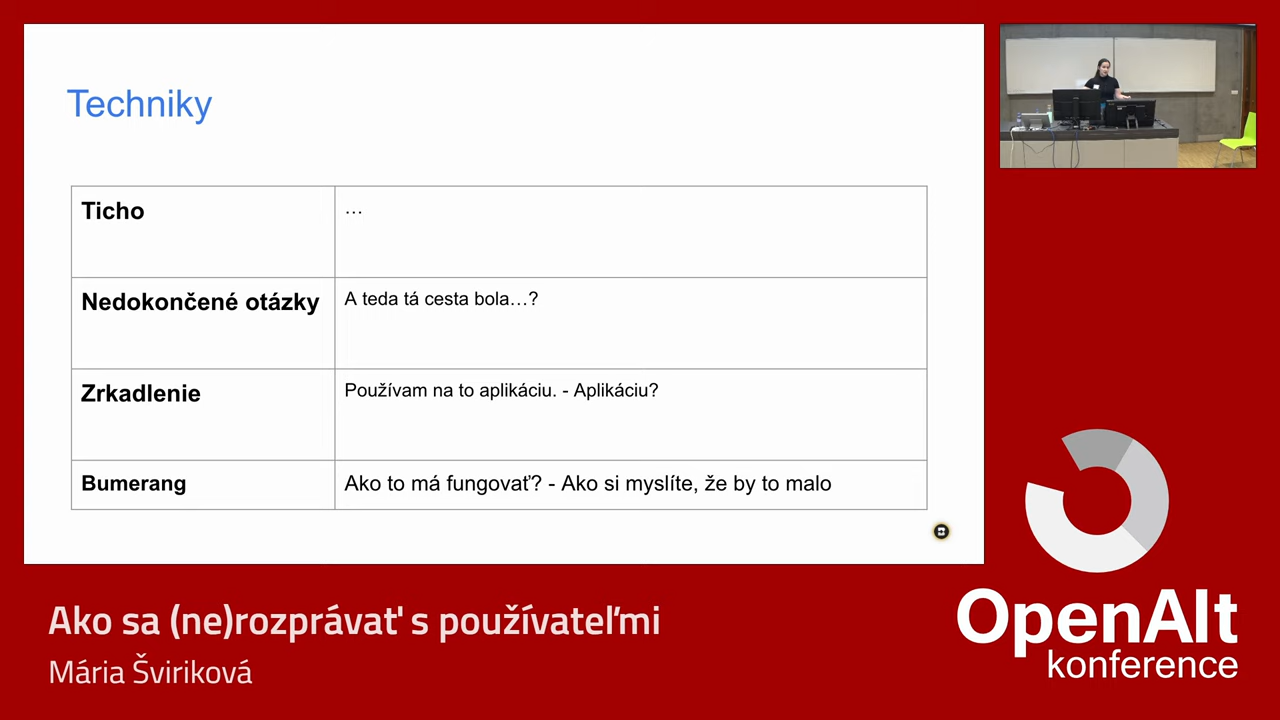 Techniky
Ticho
…
Nedokončené otázky
A teda tá cesta bola…?
Zrkadlenie
Používam na to aplikáciu. - Aplikáciu?
Bumerang
Ako to má fungovať? - Ako si myslíte, že by to malo
Ako sa (ne)rozprávať s používateľmi
Mária Šviriková
OpenAlt
konference